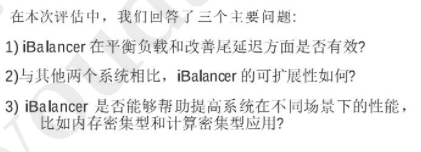 在本次评估中，我们回答了三个主要问题:
1) iBalancer 在平衡负载和改善尾延迟方面是否有效?
2)与其他两个系统相比，iBalancer 的可扩展性如何?
3) iBalancer 是否能够帮助提高系统在不同场景下的性能，
比如内存密集型和计算密集型应用?